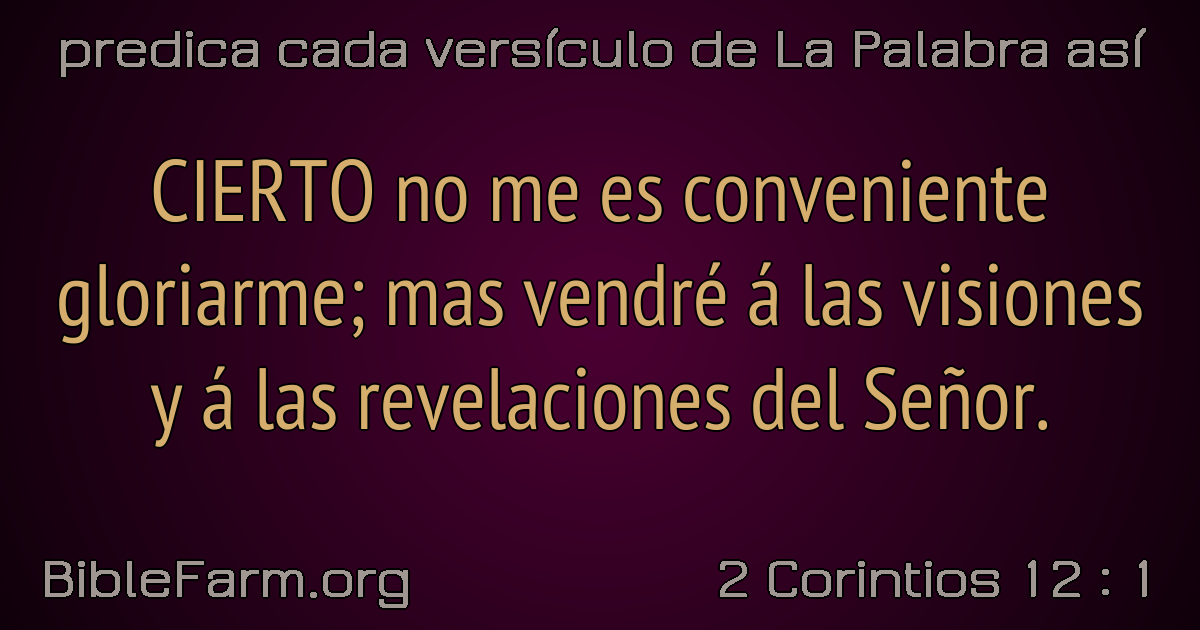 predica cada versículo de La Palabra así
CIERTO no me es conveniente
gloriarme; mas vendré á las visiones
y á las revelaciones del Señor.
BibleFarm.org
2 Corintios 12 : 1